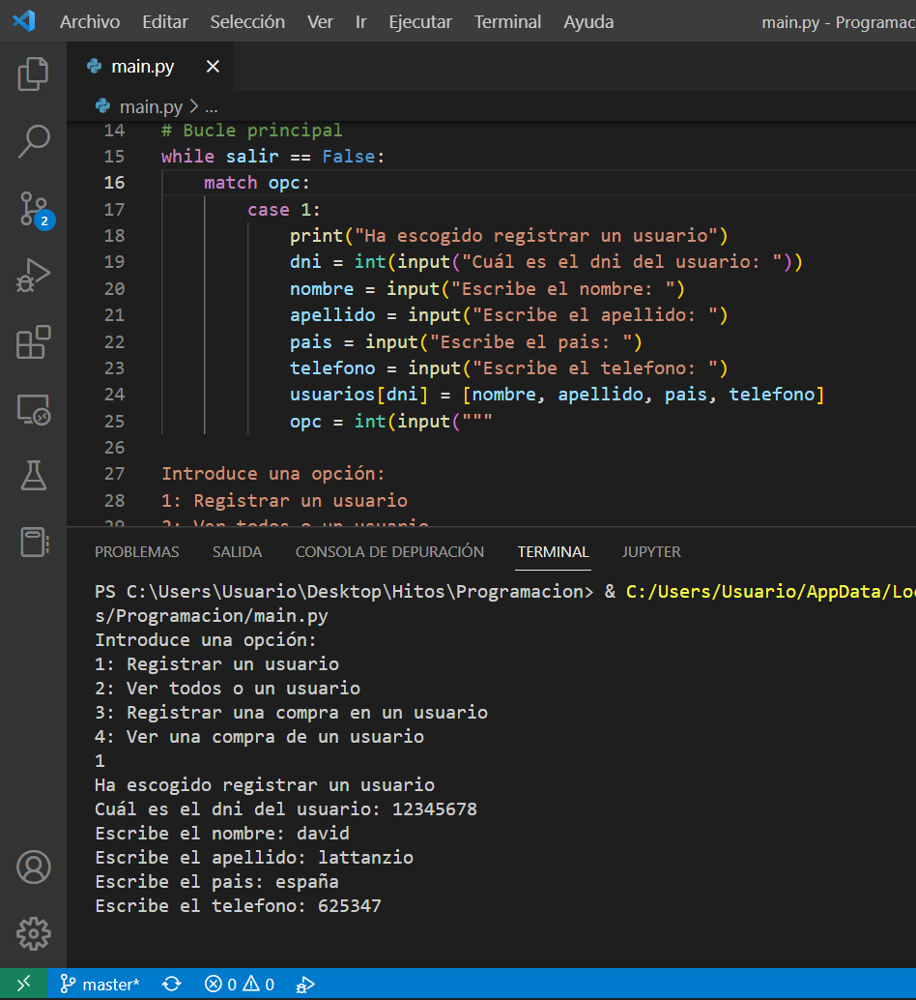 Archivo Editar Selección Ver Ir Ejecutar Terminal Ayuda main.py - Programac
main.py
main.py > ...
14 # Bucle principal
15 while salir == False:
16 match opc:
17 case 1:
18 print("Ha escogido registrar un usuario")
19 dni = int(input("Cuál es el dni del usuario: "))
20 nombre = input("Escribe el nombre: ")
21 apellido = input("Escribe el apellido: ")
22 pais = input("Escribe el pais: ")
23 telefono = input("Escribe el telefono: ")
24 usuarios[dni] = [nombre, apellido, pais, telefono]
25 opc = int(input("""
26
27 Introduce una opción:
28 1: Registrar un usuario
29 2: Ver todos o un usuario
2
PROBLEMAS SALIDA CONSOLA DE DEPURACIÓN TERMINAL JUPYTER
PS C:\Users\Usuario\Desktop\Hitos\Programacion> & C:/Users/Usuario/AppData/Loc
s/Programacion/main.py
Introduce una opción:
1: Registrar un usuario
2: Ver todos o un usuario
3: Registrar una compra en un usuario
4: Ver una compra de un usuario
1
Ha escogido registrar un usuario
Cuál es el dni del usuario: 12345678
Escribe el nombre: david
Escribe el apellido: lattanzio
Escribe el pais: españa
Escribe el telefono: 625347
master* 0 0